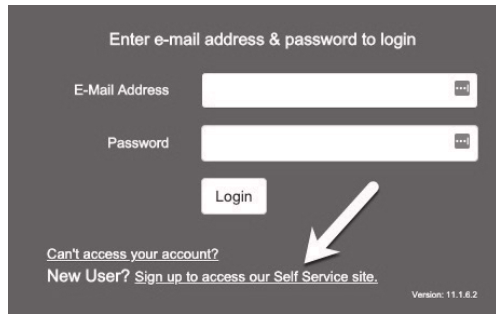 Enter e-mail address & password to login
E-Mail Address
Password
Login
Can't access your account?
New User? Sign up to access our Self Service site.
Version: 11.1.6.2